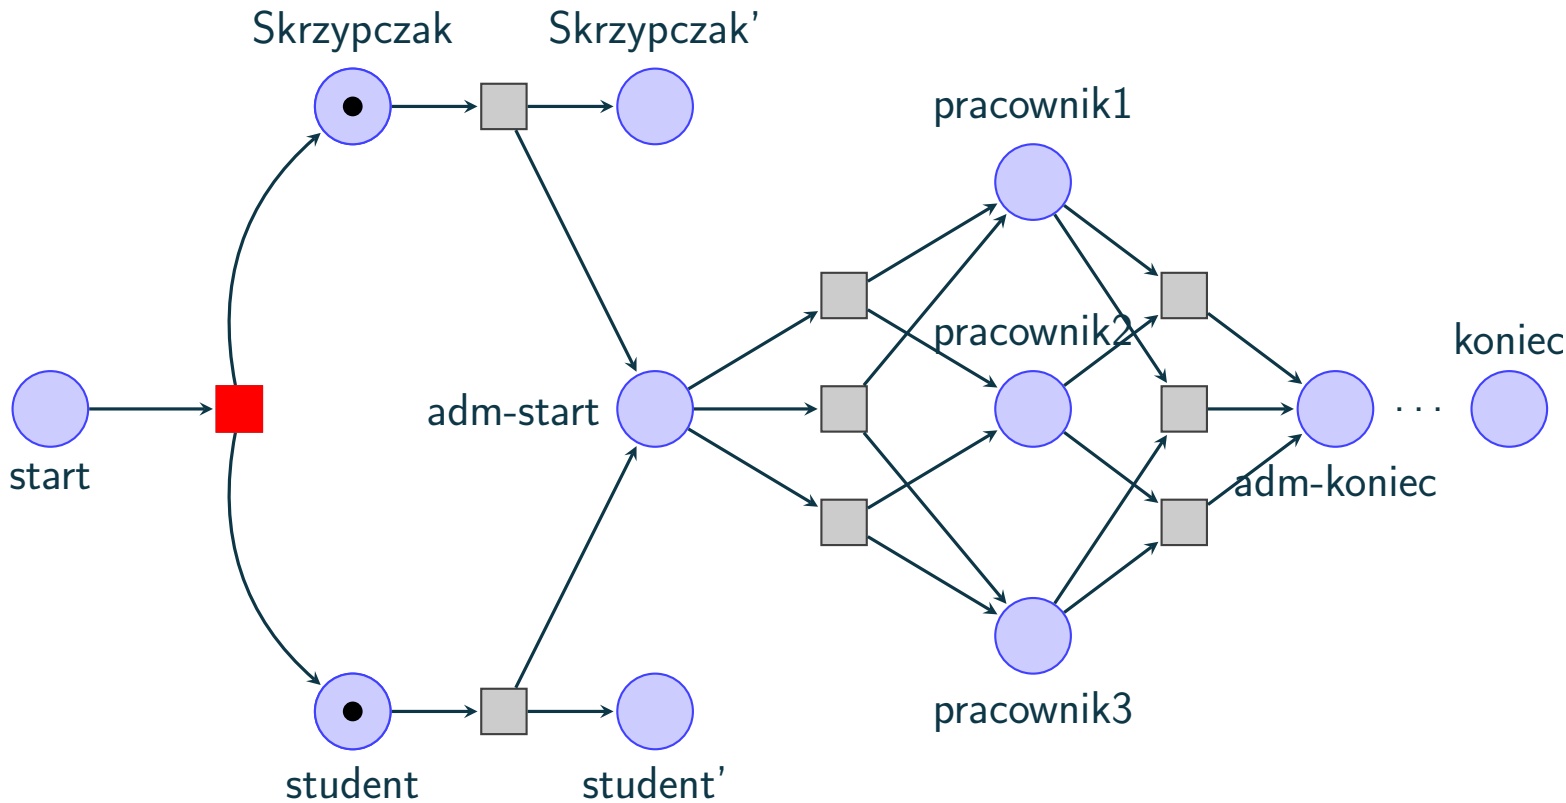 Skrzypczak
Skrzypczak'
pracownik1
pracownik2
koniec
adm-start
. . .
start
adm-koniec
pracownik3
student
student'